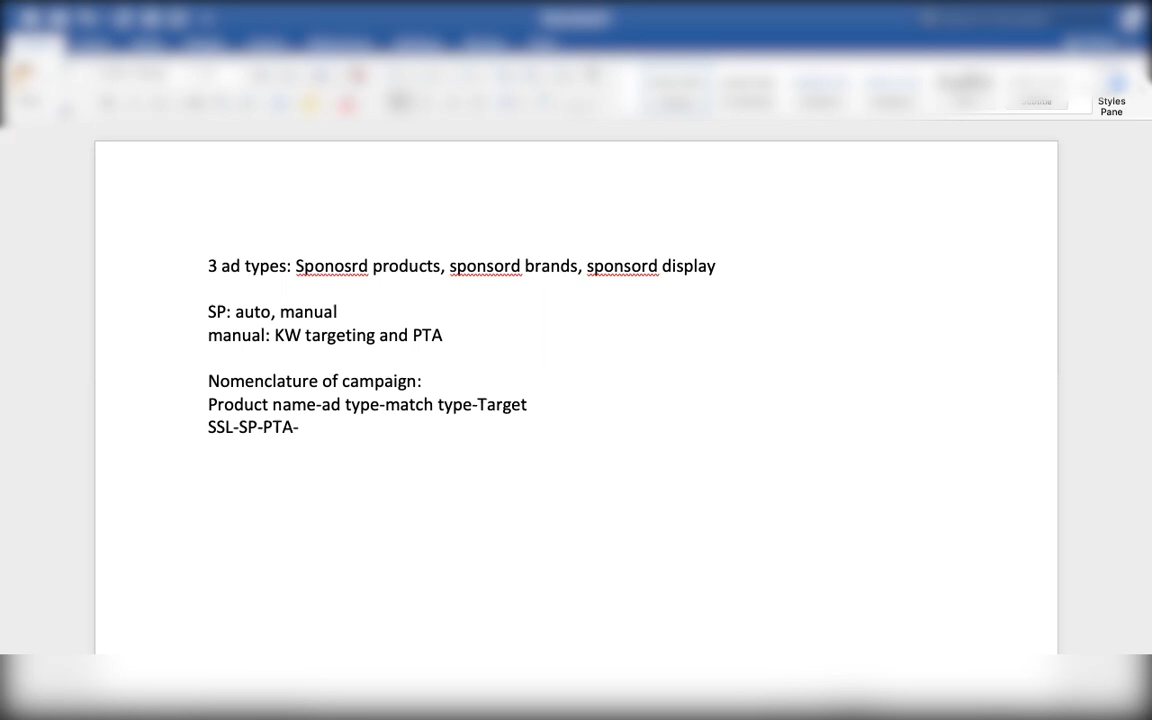 Styles
Pane
3 ad types: Sponosrd products, sponsord brands, sponsord display
SP: auto, manual
manual: KW targeting and PTA
Nomenclature of campaign:
Product name-ad type-match type-Target
SSL-SP-PTA-